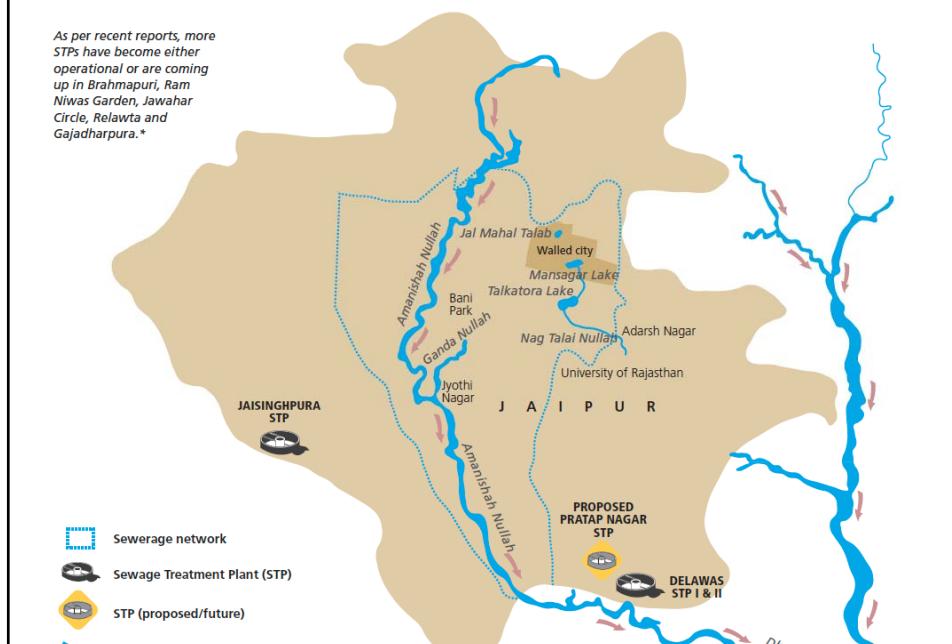 As per recent reports, more
STPs have become either
operational or are coming
up in Brahmapuri, Ram
Niwas Garden, Jawahar
Circle, Relawta and
Gajadharpura.*
Amanishah Nullah
Jal Mahal Talab
Walled city
Mansagar Lake
Talkatora Lake
Bani
Park
Ganda Nullah
Nag Talai Nullah
Adarsh Nagar
University of Rajasthan
Jyothi
Nagar
JAIPUR
JAISINGHPURA
STP
Amanishah Nullah
PROPOSED
PRATAP NAGAR
STP
DELAWAS
STP I & II
Sewerage network
Sewage Treatment Plant (STP)
STP (proposed/future)